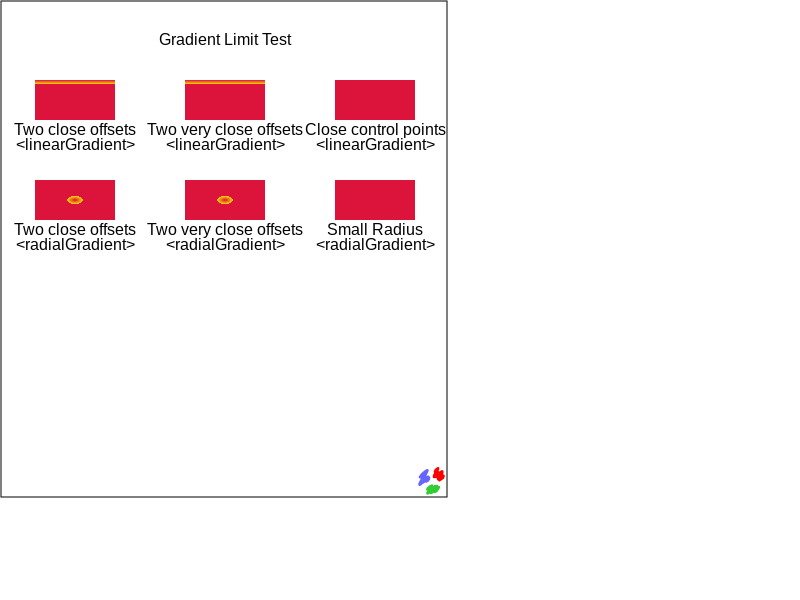 Gradient Limit Test
Two close offsets
<linearGradient>
Two very close offsets
<linearGradient>
Close control points
<linearGradient>
Two close offsets
<radialGradient>
Two very close offsets
<radialGradient>
Small Radius
<radialGradient>